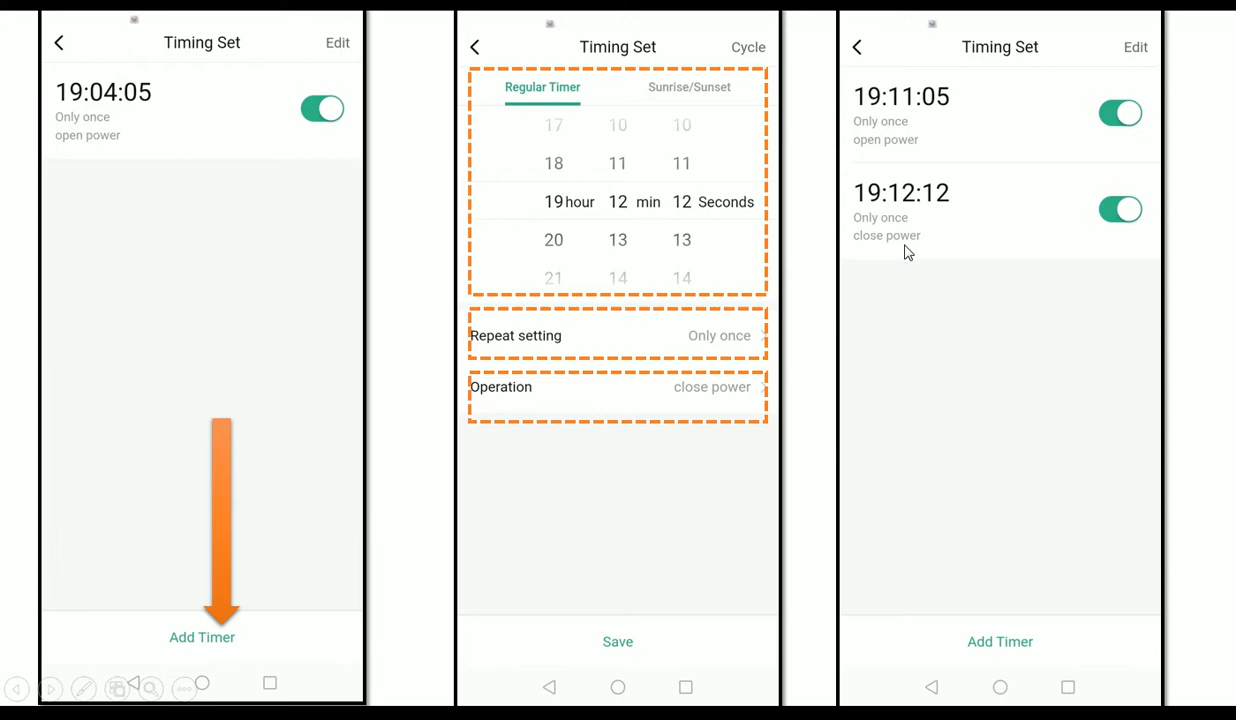 Timing Set
Edit
19:04:05
Only once
open power
Add Timer
Timing Set
Cycle
Regular Timer
Sunrise/Sunset
17 10 10
18 11 11
19 hour 12 min 12 Seconds
20 13 13
21 14 14
Repeat setting
Only once
Operation
close power
Save
Timing Set
Edit
19:11:05
Only once
open power
19:12:12
Only once
close power
Add Timer